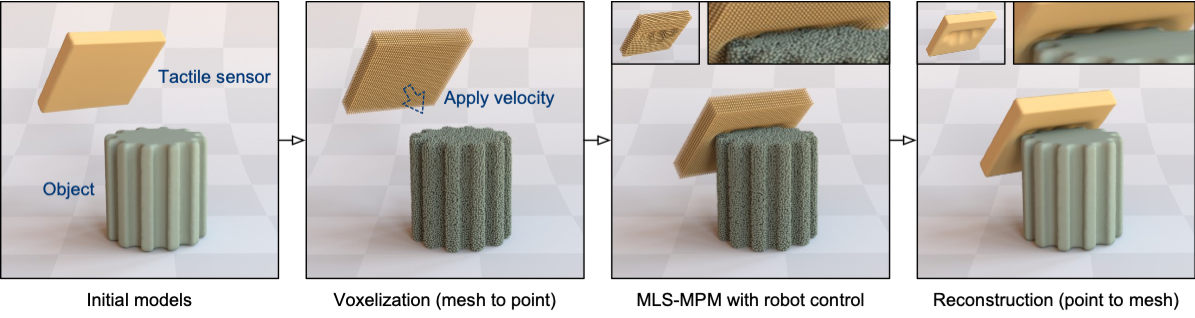 Tactile sensor
Object
Apply velocity
Initial models
Voxelization (mesh to point)
MLS-MPM with robot control
Reconstruction (point to mesh)